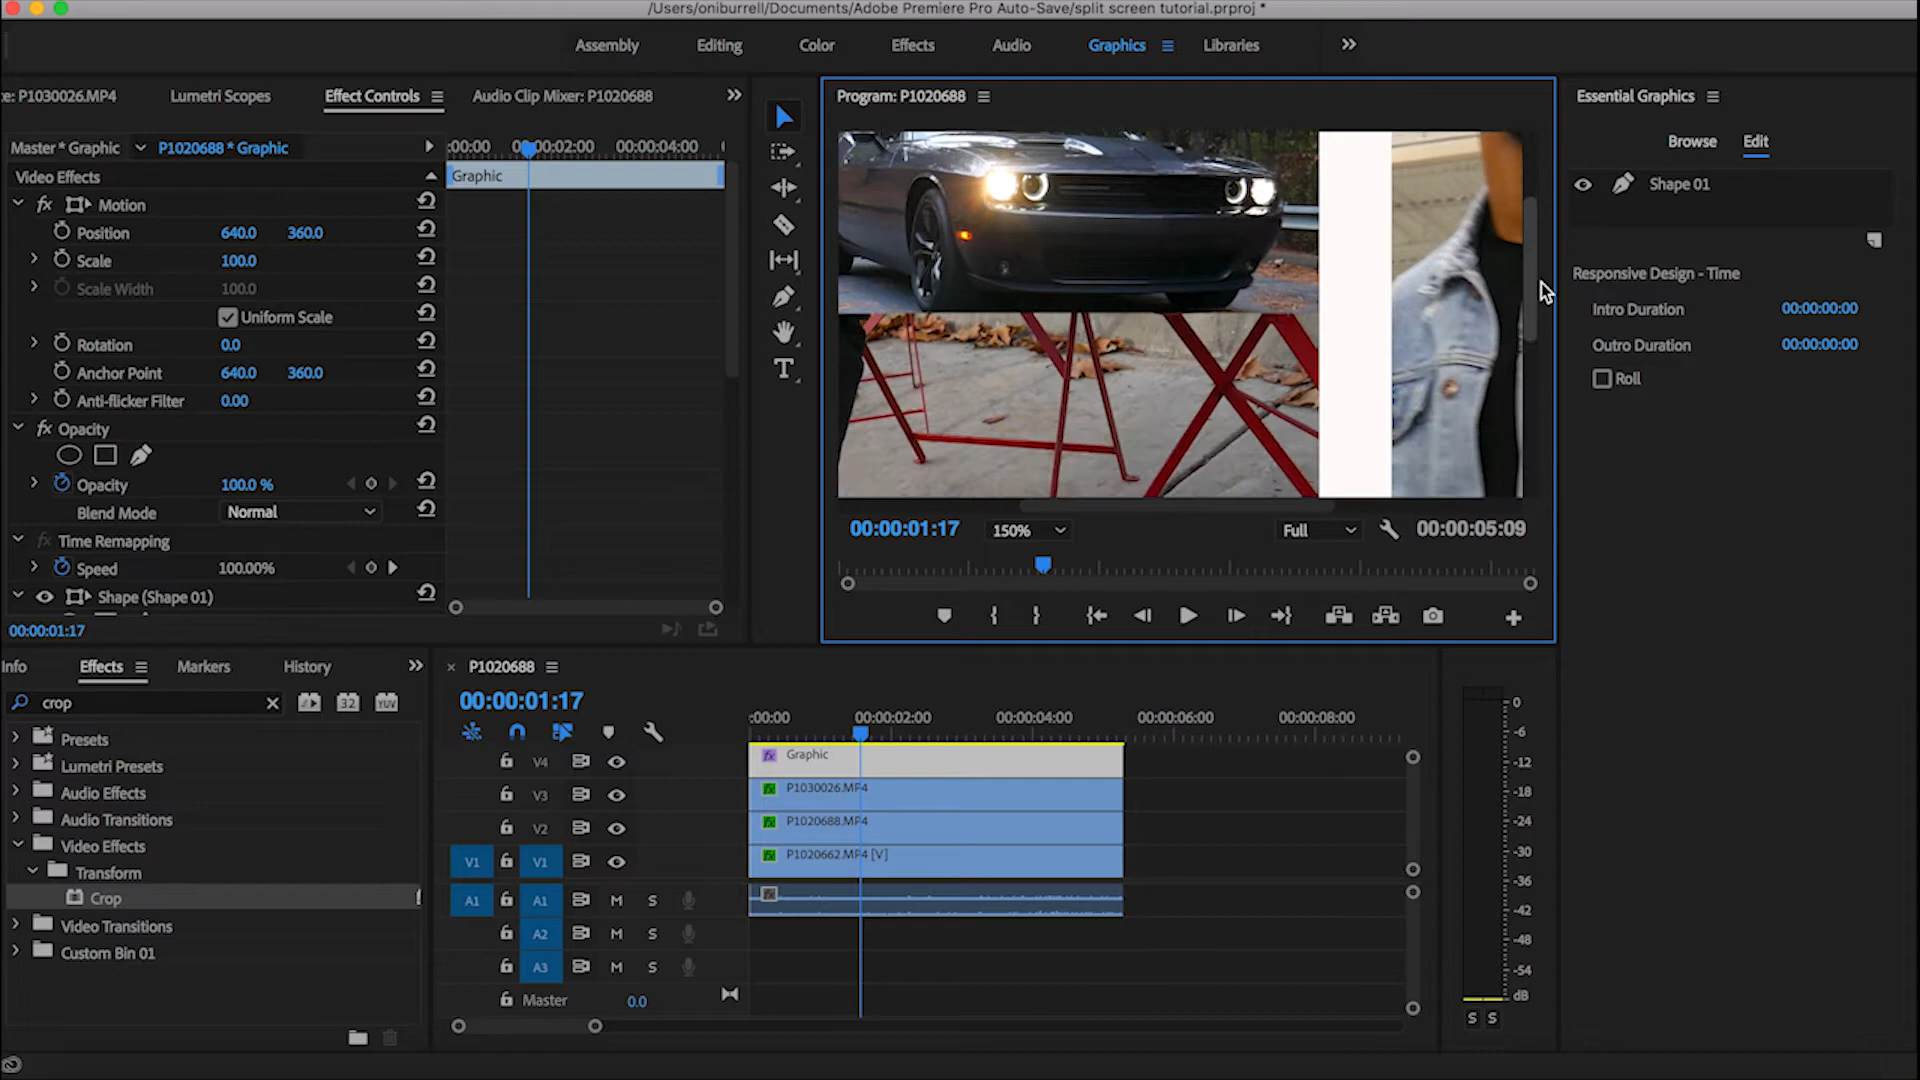 /Users/oniburrell/Documents/Adobe Premiere Pro Auto-Save/split screen tutorial.prproj *
Assembly Editing Color Effects Audio Graphics Libraries
e: P1030026.MP4 Lumetri Scopes Effect Controls Audio Clip Mixer: P1020688
Master * Graphic P1020688 * Graphic
:00:00 00:00:02:00 00:00:04:00
Video Effects
Graphic
fx Motion
Position 640.0 360.0
Scale 100.0
Scale Width 100.0
Uniform Scale
Rotation 0.0
Anchor Point 640.0 360.0
Anti-flicker Filter 0.00
fx Opacity
Opacity 100.0 %
Blend Mode Normal
fx Time Remapping
Speed 100.00%
Shape (Shape 01)
00:00:01:17
T
Program: P1020688
00:00:01:17 150% Full 00:00:05:09
Essential Graphics
Browse Edit
Shape 01
Responsive Design - Time
Intro Duration 00:00:00:00
Outro Duration 00:00:00:00
Roll
Info Effects Markers History
crop 32 YUV
Presets
Lumetri Presets
Audio Effects
Audio Transitions
Video Effects
Transform
Crop
Video Transitions
Custom Bin 01
× P1020688
00:00:01:17
:00:00 00:00:02:00 00:00:04:00 00:00:06:00 00:00:08:00
V4 fx Graphic
V3 fx P1030026.MP4
V2 fx P1020688.MP4
V1 V1 fx P1020662.MP4 [V]
A1 A1 M S fx
A2 M S
A3 M S
Master 0.0
0
-6
-12
-18
-24
-30
-36
-42
-48
-54
dB
S S